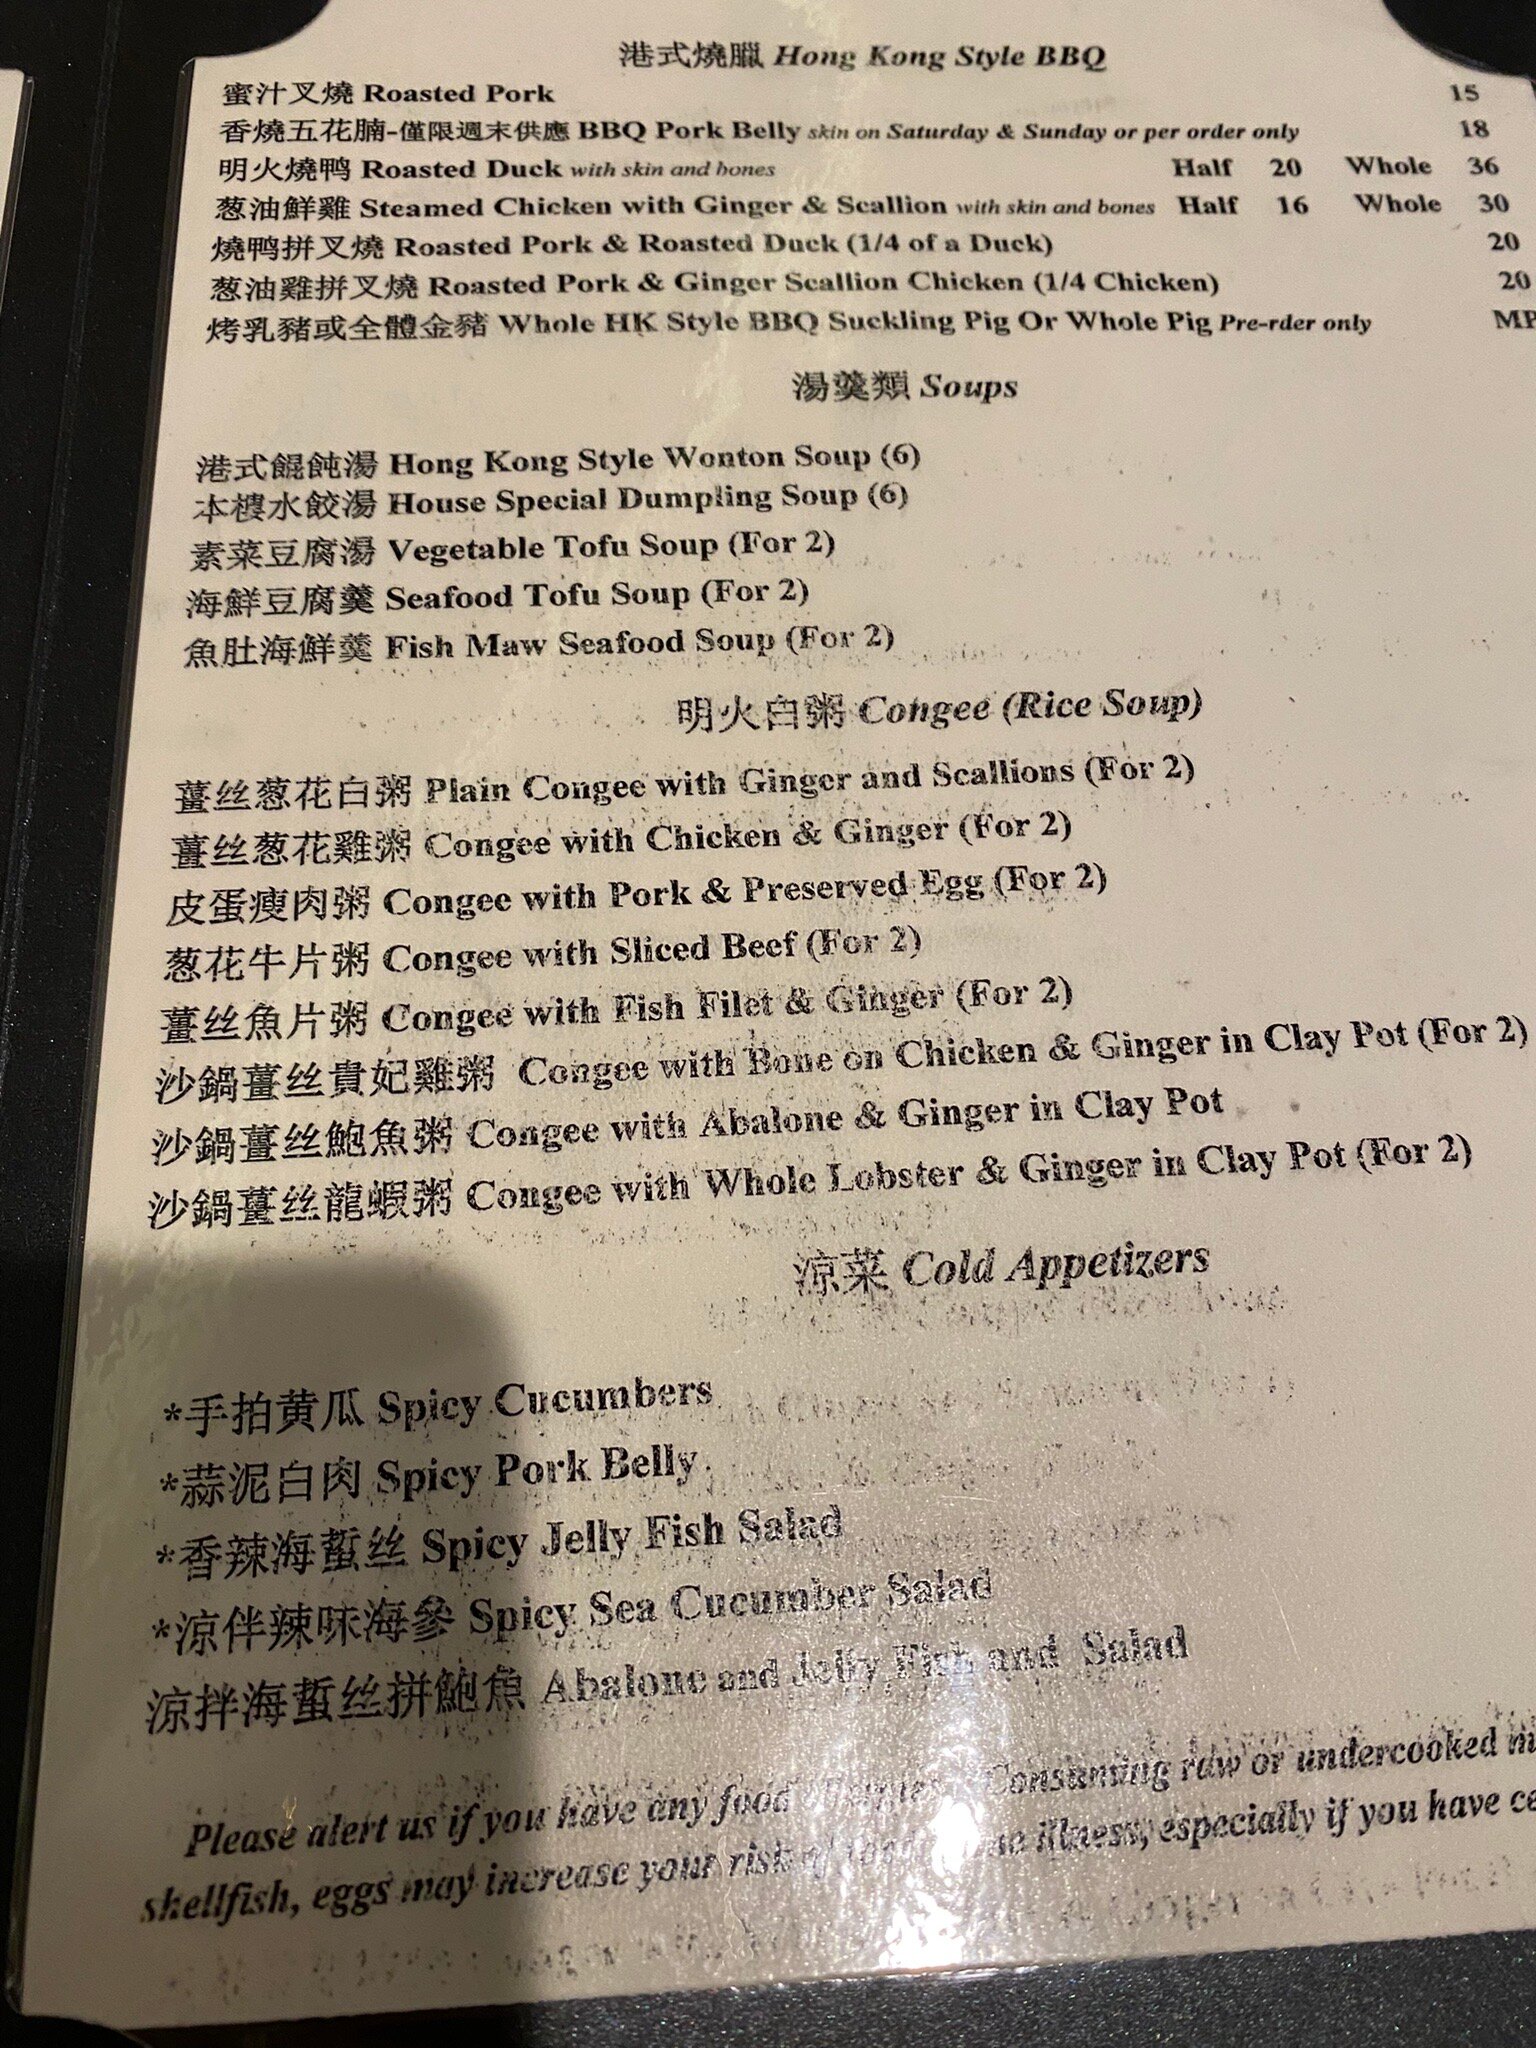 港式燒臘 Hong Kong Style BBQ
蜜汁叉燒 Roasted Pork 15
香燒五花腩-僅限週末供應 BBQ Pork Belly skin on Saturday & Sunday or per order only 18
明火燒鸭 Roasted Duck with skin and bones Half 20 Whole 36
葱油鮮雞 Steamed Chicken with Ginger & Scallion with skin and bones Half 16 Whole 30
燒鸭拼叉燒 Roasted Pork & Roasted Duck (1/4 of a Duck) 20
葱油雞拼叉燒 Roasted Pork & Ginger Scallion Chicken (1/4 Chicken) 20
烤乳豬或全體金豬 Whole HK Style BBQ Suckling Pig Or Whole Pig Pre-rder only MP
湯羹類 Soups
港式餛飩湯 Hong Kong Style Wonton Soup (6)
本樓水餃湯 House Special Dumpling Soup (6)
素菜豆腐湯 Vegetable Tofu Soup (For 2)
海鮮豆腐羹 Seafood Tofu Soup (For 2)
魚肚海鮮羹 Fish Maw Seafood Soup (For 2)
明火白粥 Congee (Rice Soup)
薑丝葱花白粥 Plain Congee with Ginger and Scallions (For 2)
薑丝葱花雞粥 Congee with Chicken & Ginger (For 2)
皮蛋瘦肉粥 Congee with Pork & Preserved Egg (For 2)
葱花牛片粥 Congee with Sliced Beef (For 2)
薑丝魚片粥 Congee with Fish Filet & Ginger (For 2)
沙鍋薑丝貴妃雞粥 Congee with Bone on Chicken & Ginger in Clay Pot (For 2)
沙鍋薑丝鮑魚粥 Congee with Abalone & Ginger in Clay Pot
沙鍋薑丝龍蝦粥 Congee with Whole Lobster & Ginger in Clay Pot (For 2)
涼菜 Cold Appetizers
*手拍黄瓜 Spicy Cucumbers
*蒜泥白肉 Spicy Pork Belly
*香辣海蜇丝 Spicy Jelly Fish Salad
*涼伴辣味海參 Spicy Sea Cucumber Salad
涼拌海蜇丝拼鮑魚 Abalone and Jelly Fish and Salad
Please alert us if you have any food Consuming raw or undercooked m
shellfish, eggs may increase your risk of illness, especially if you have ce